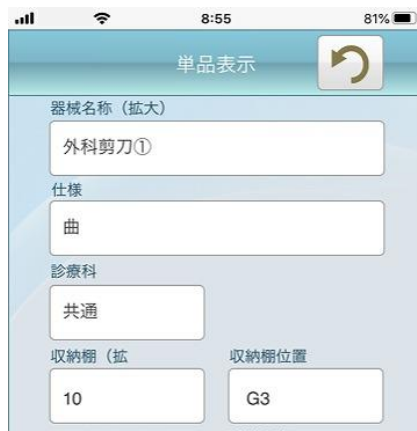 8:55
81%
単品表示
器械名称（拡大）
外科剪刀①
仕様
曲
診療科
共通
収納棚（拡
収納棚位置
10
G3